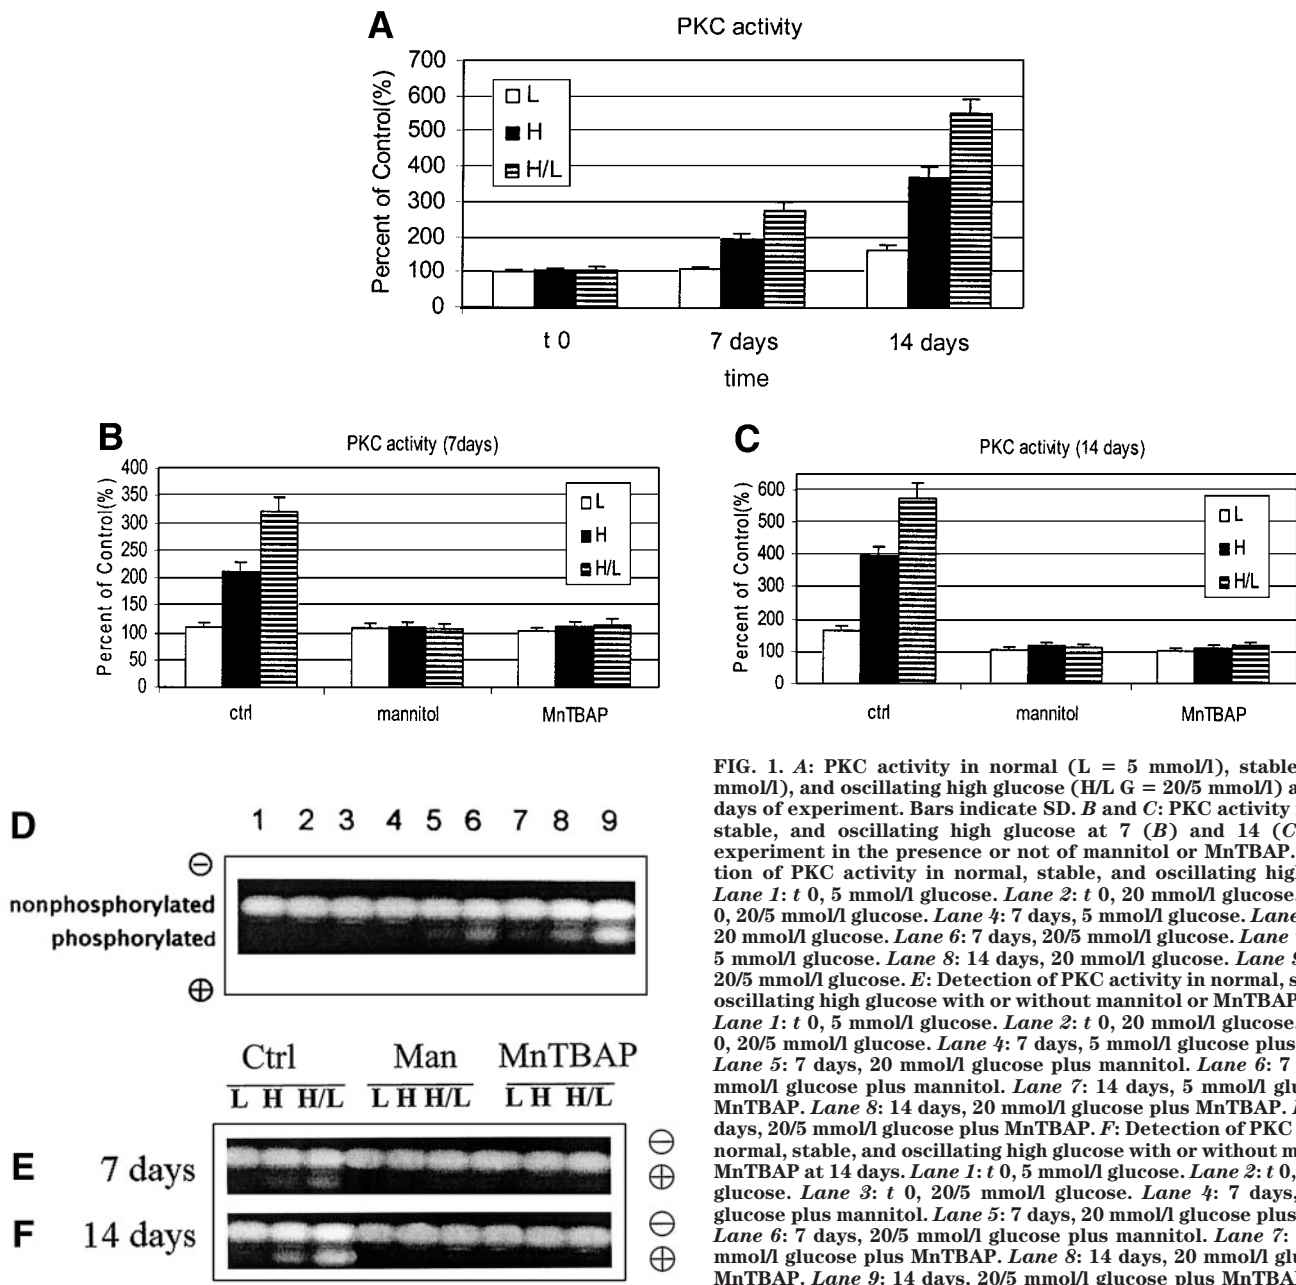 A
PKC activity
Percent of Control(%)
700
600
500
400
300
200
100
0
L
H
H/L
t 0
7 days
14 days
time
B
PKC activity (7days)
Percent of Control(%)
400
350
300
250
200
150
100
50
0
L
H
H/L
ctrl
mannitol
MnTBAP
C
PKC activity (14 days)
Percent of Control(%)
600
500
400
300
200
100
0
L
H
H/L
ctrl
mannitol
MnTBAP
D
1 2 3 4 5 6 7 8 9
nonphosphorylated
phosphorylated
Ctrl Man MnTBAP
L H H/L L H H/L L H H/L
E 7 days
F 14 days
FIG. 1. A: PKC activity in normal (L = 5 mmol/l), stable
mmol/l), and oscillating high glucose (H/L G = 20/5 mmol/l) a
days of experiment. Bars indicate SD. B and C: PKC activity
stable, and oscillating high glucose at 7 (B) and 14 (C
experiment in the presence or not of mannitol or MnTBAP.
tion of PKC activity in normal, stable, and oscillating hig
Lane 1: t 0, 5 mmol/l glucose. Lane 2: t 0, 20 mmol/l glucose.
0, 20/5 mmol/l glucose. Lane 4: 7 days, 5 mmol/l glucose. Lane
20 mmol/l glucose. Lane 6: 7 days, 20/5 mmol/l glucose. Lane
5 mmol/l glucose. Lane 8: 14 days, 20 mmol/l glucose. Lane 9
20/5 mmol/l glucose. E: Detection of PKC activity in normal, s
oscillating high glucose with or without mannitol or MnTBAP
Lane 1: t 0, 5 mmol/l glucose. Lane 2: t 0, 20 mmol/l glucose.
0, 20/5 mmol/l glucose. Lane 4: 7 days, 5 mmol/l glucose plus
Lane 5: 7 days, 20 mmol/l glucose plus mannitol. Lane 6: 7
mmol/l glucose plus mannitol. Lane 7: 14 days, 5 mmol/l glu
MnTBAP. Lane 8: 14 days, 20 mmol/l glucose plus MnTBAP. L
days, 20/5 mmol/l glucose plus MnTBAP. F: Detection of PKC
normal, stable, and oscillating high glucose with or without m
MnTBAP at 14 days. Lane 1: t 0, 5 mmol/l glucose. Lane 2: t 0,
glucose. Lane 3: t 0, 20/5 mmol/l glucose. Lane 4: 7 days,
glucose plus mannitol. Lane 5: 7 days, 20 mmol/l glucose plus
Lane 6: 7 days, 20/5 mmol/l glucose plus mannitol. Lane 7:
mmol/l glucose plus MnTBAP. Lane 8: 14 days, 20 mmol/l glu
MnTBAP. Lane 9: 14 days, 20/5 mmol/l glucose plus MnTBAP